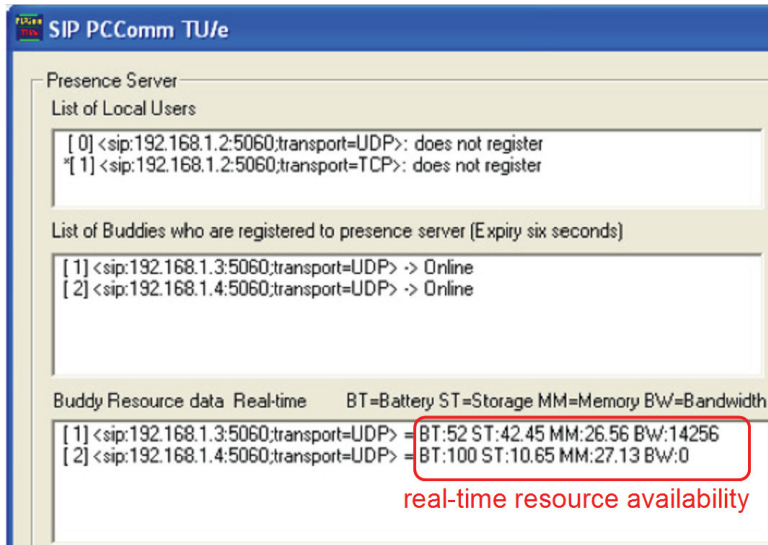 SIP PCComm TU/e
Presence Server
List of Local Users
[ 0] <sip:192.168.1.2:5060;transport=UDP>: does not register
*[ 1] <sip:192.168.1.2:5060;transport=TCP>: does not register
List of Buddies who are registered to presence server (Expiry six seconds)
[ 1] <sip:192.168.1.3:5060;transport=UDP> -> Online
[ 2] <sip:192.168.1.4:5060;transport=UDP> -> Online
Buddy Resource data Real-time BT=Battery ST=Storage MM=Memory BW=Bandwidth
[ 1] <sip:192.168.1.3:5060;transport=UDP> = BT:52 ST:42.45 MM:26.56 BW:14256
[ 2] <sip:192.168.1.4:5060;transport=UDP> = BT:100 ST:10.65 MM:27.13 BW:0
real-time resource availability